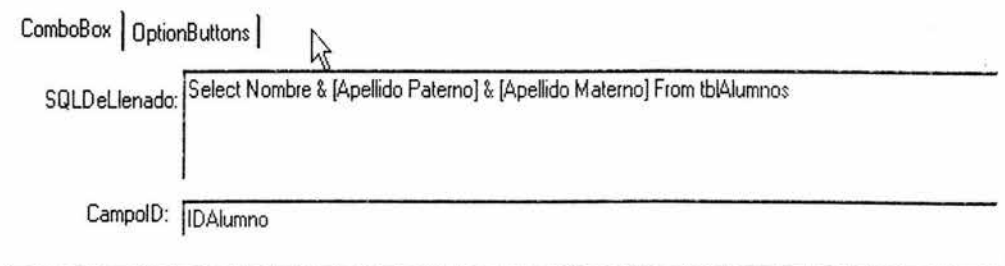 ComboBox | OptionButtons |
SQLDeLlenado: Select Nombre & [Apellido Paterno] & [Apellido Materno] From tblAlumnos
CampoID: IDAlumno